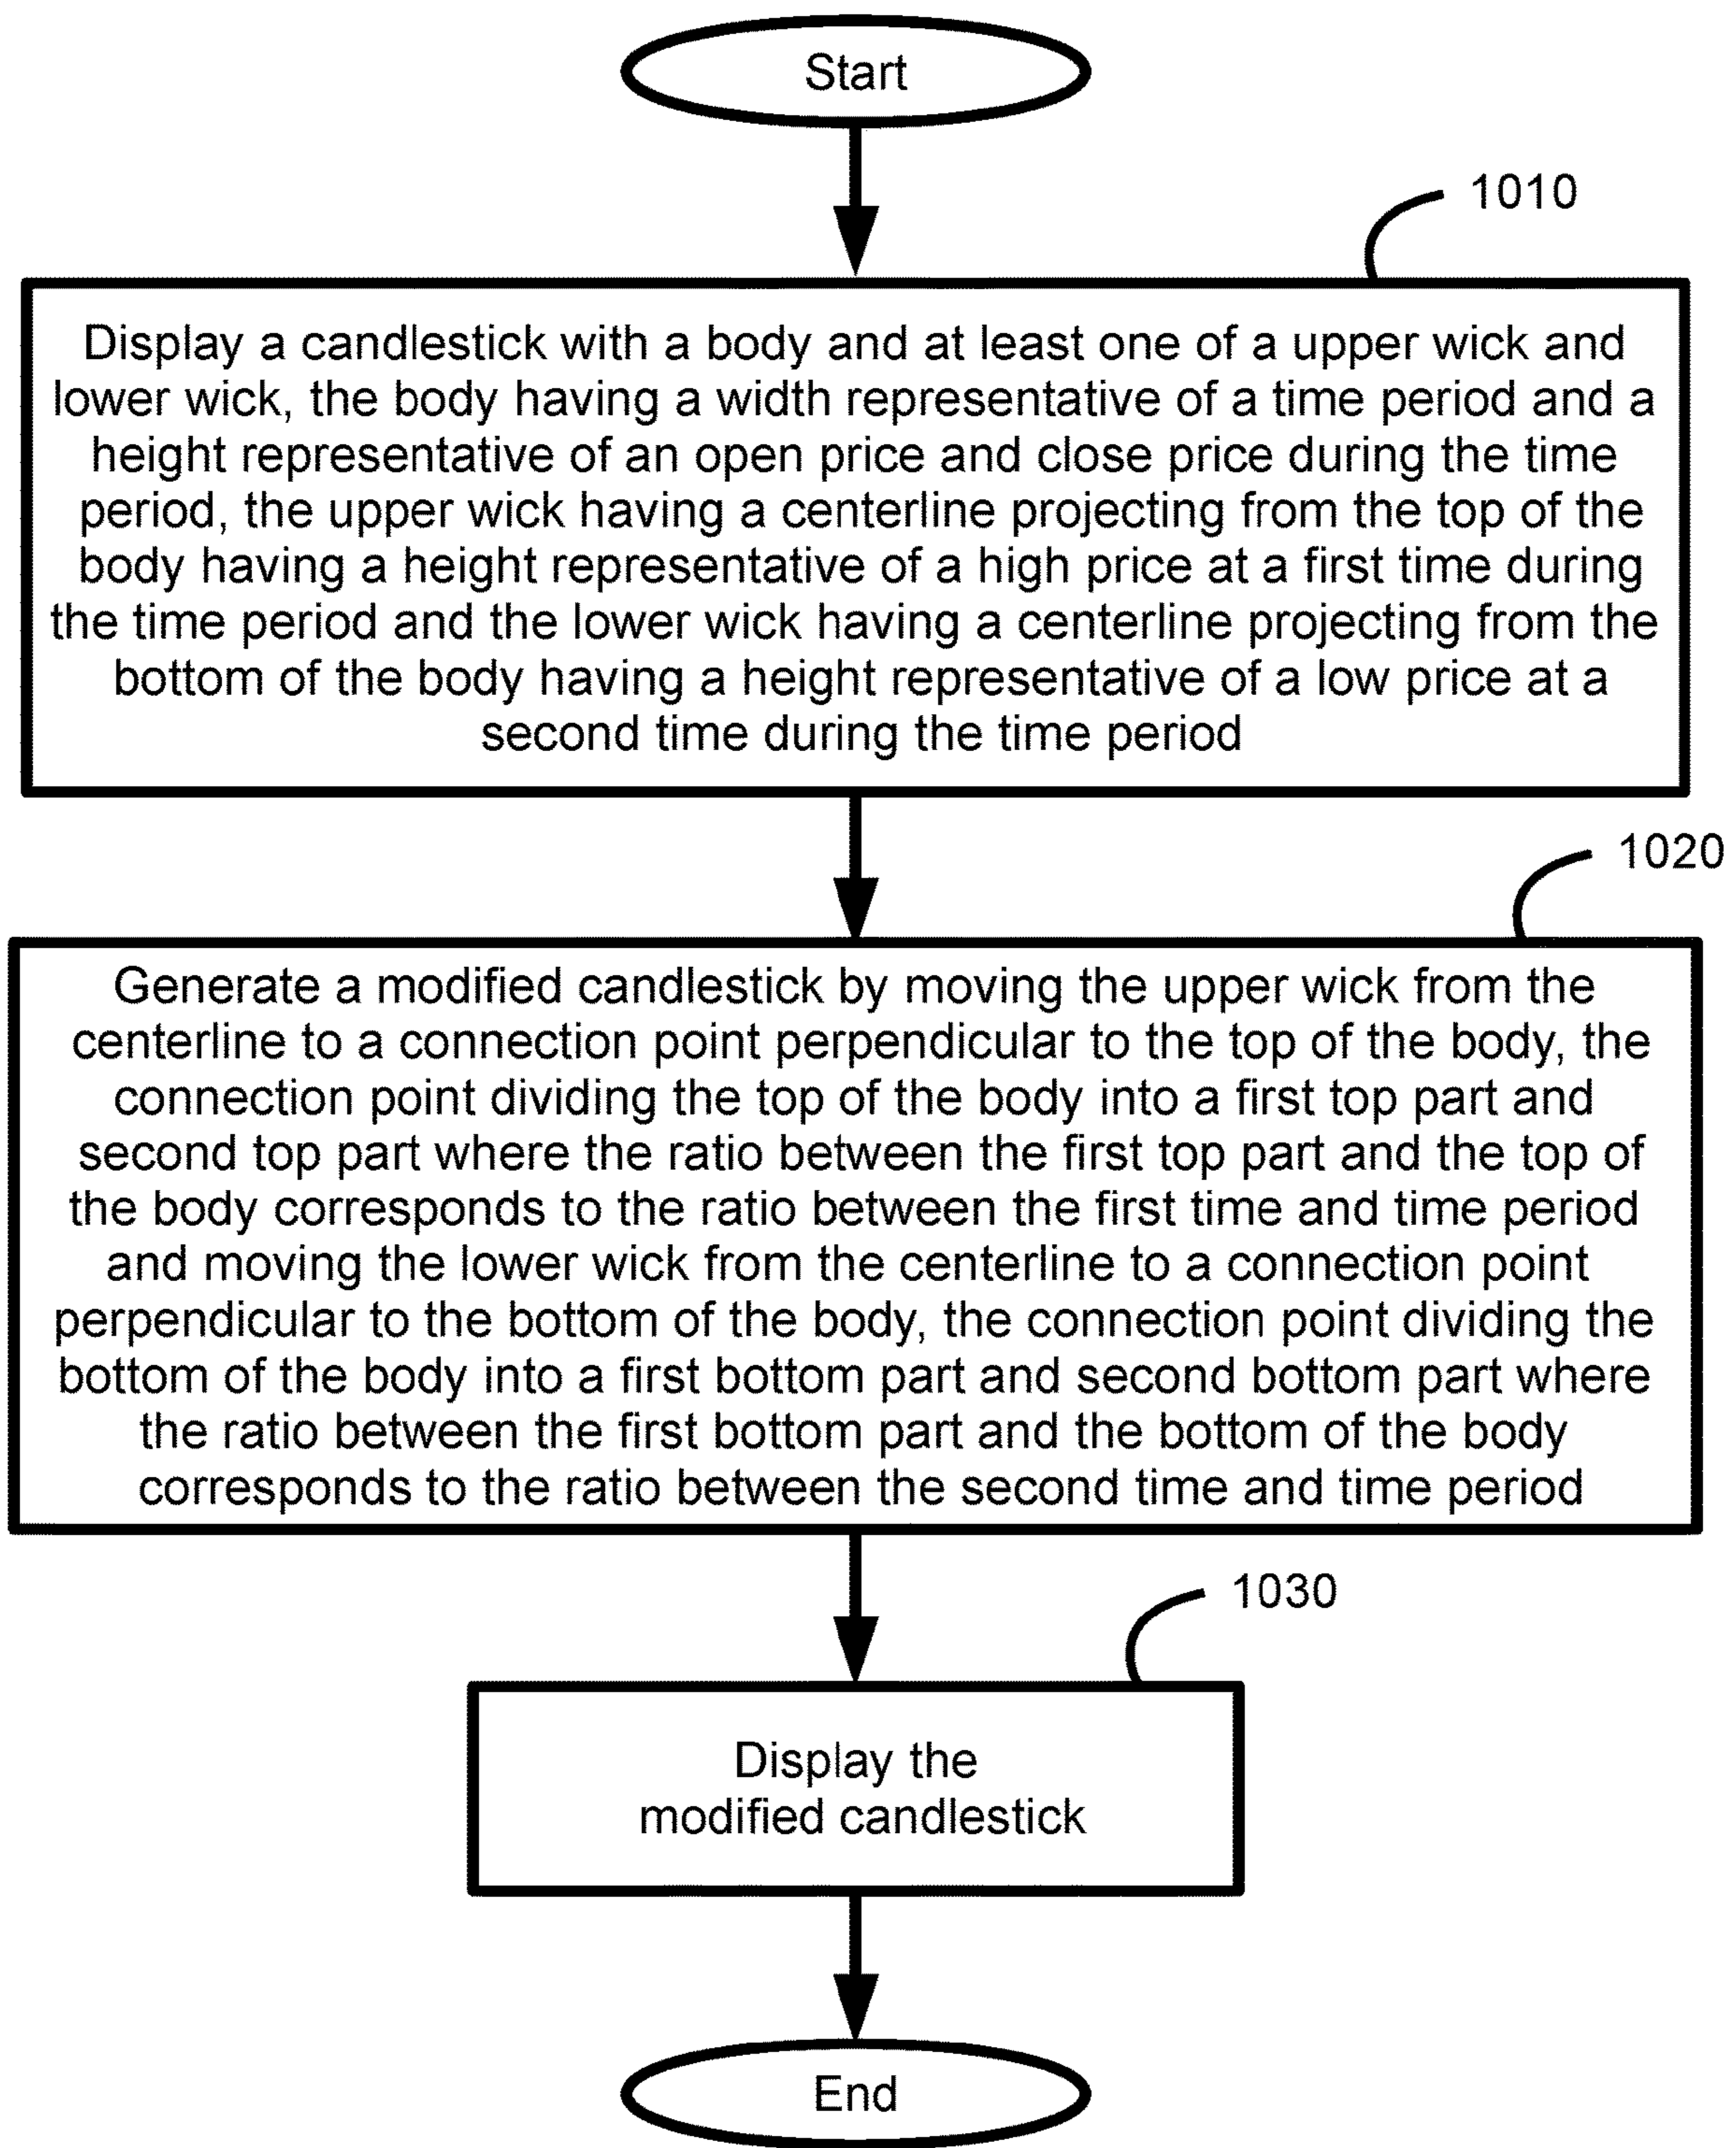 Start
1010
Display a candlestick with a body and at least one of a upper wick and
lower wick, the body having a width representative of a time period and a
height representative of an open price and close price during the time
period, the upper wick having a centerline projecting from the top of the
body having a height representative of a high price at a first time during
the time period and the lower wick having a centerline projecting from the
bottom of the body having a height representative of a low price at a
second time during the time period
1020
Generate a modified candlestick by moving the upper wick from the
centerline to a connection point perpendicular to the top of the body, the
connection point dividing the top of the body into a first top part and
second top part where the ratio between the first top part and the top of
the body corresponds to the ratio between the first time and time period
and moving the lower wick from the centerline to a connection point
perpendicular to the bottom of the body, the connection point dividing the
bottom of the body into a first bottom part and second bottom part where
the ratio between the first bottom part and the bottom of the body
corresponds to the ratio between the second time and time period
1030
Display the
modified candlestick
End